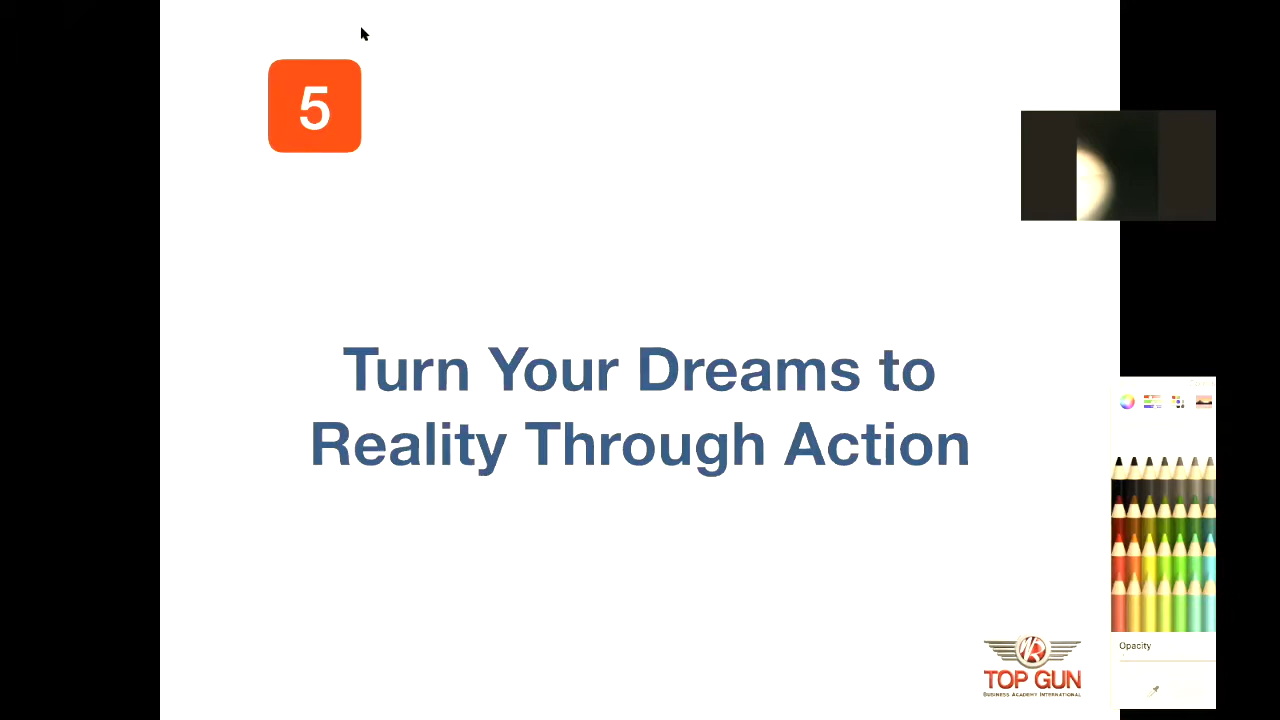 5
Turn Your Dreams to
Reality Through Action
TOP GUN
BUSINESS ACADEMY INTERNATIONAL
Opacity